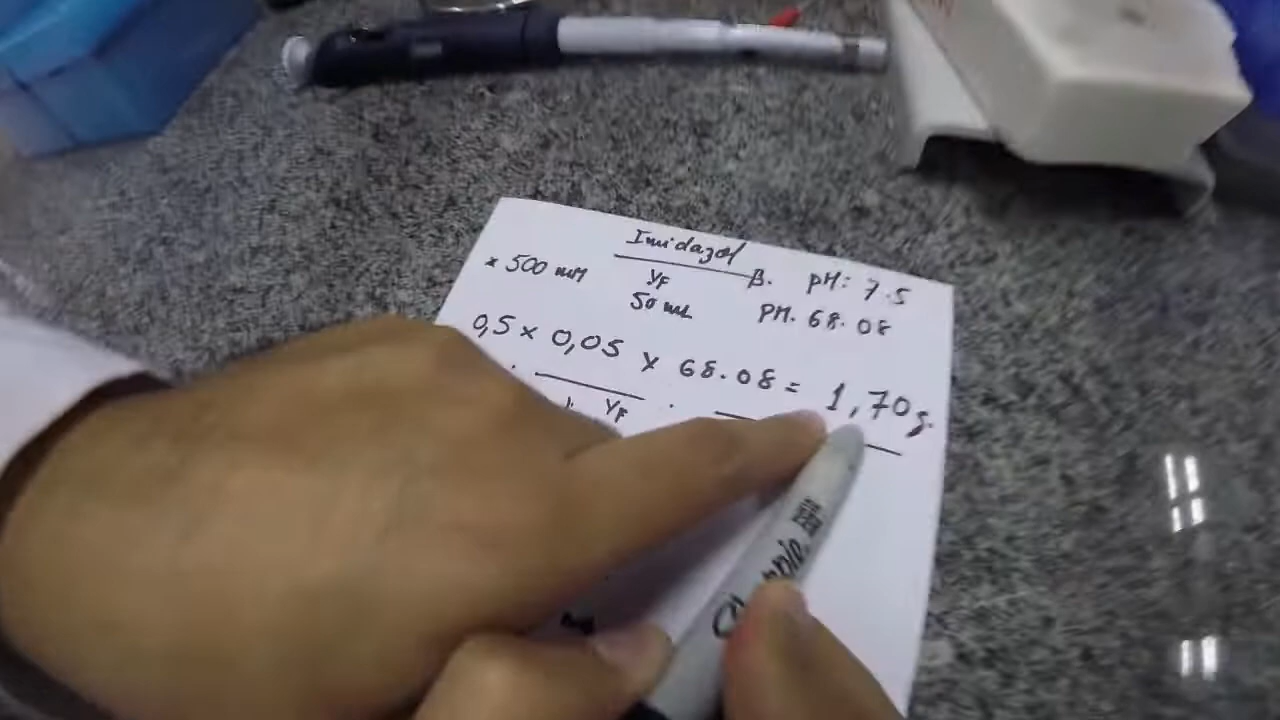 Imidazol
* 500 mM VF B. pH: 7.5
50 mL PM. 68.08
0,5 x 0,05 x 68.08 = 1,70g.
VF